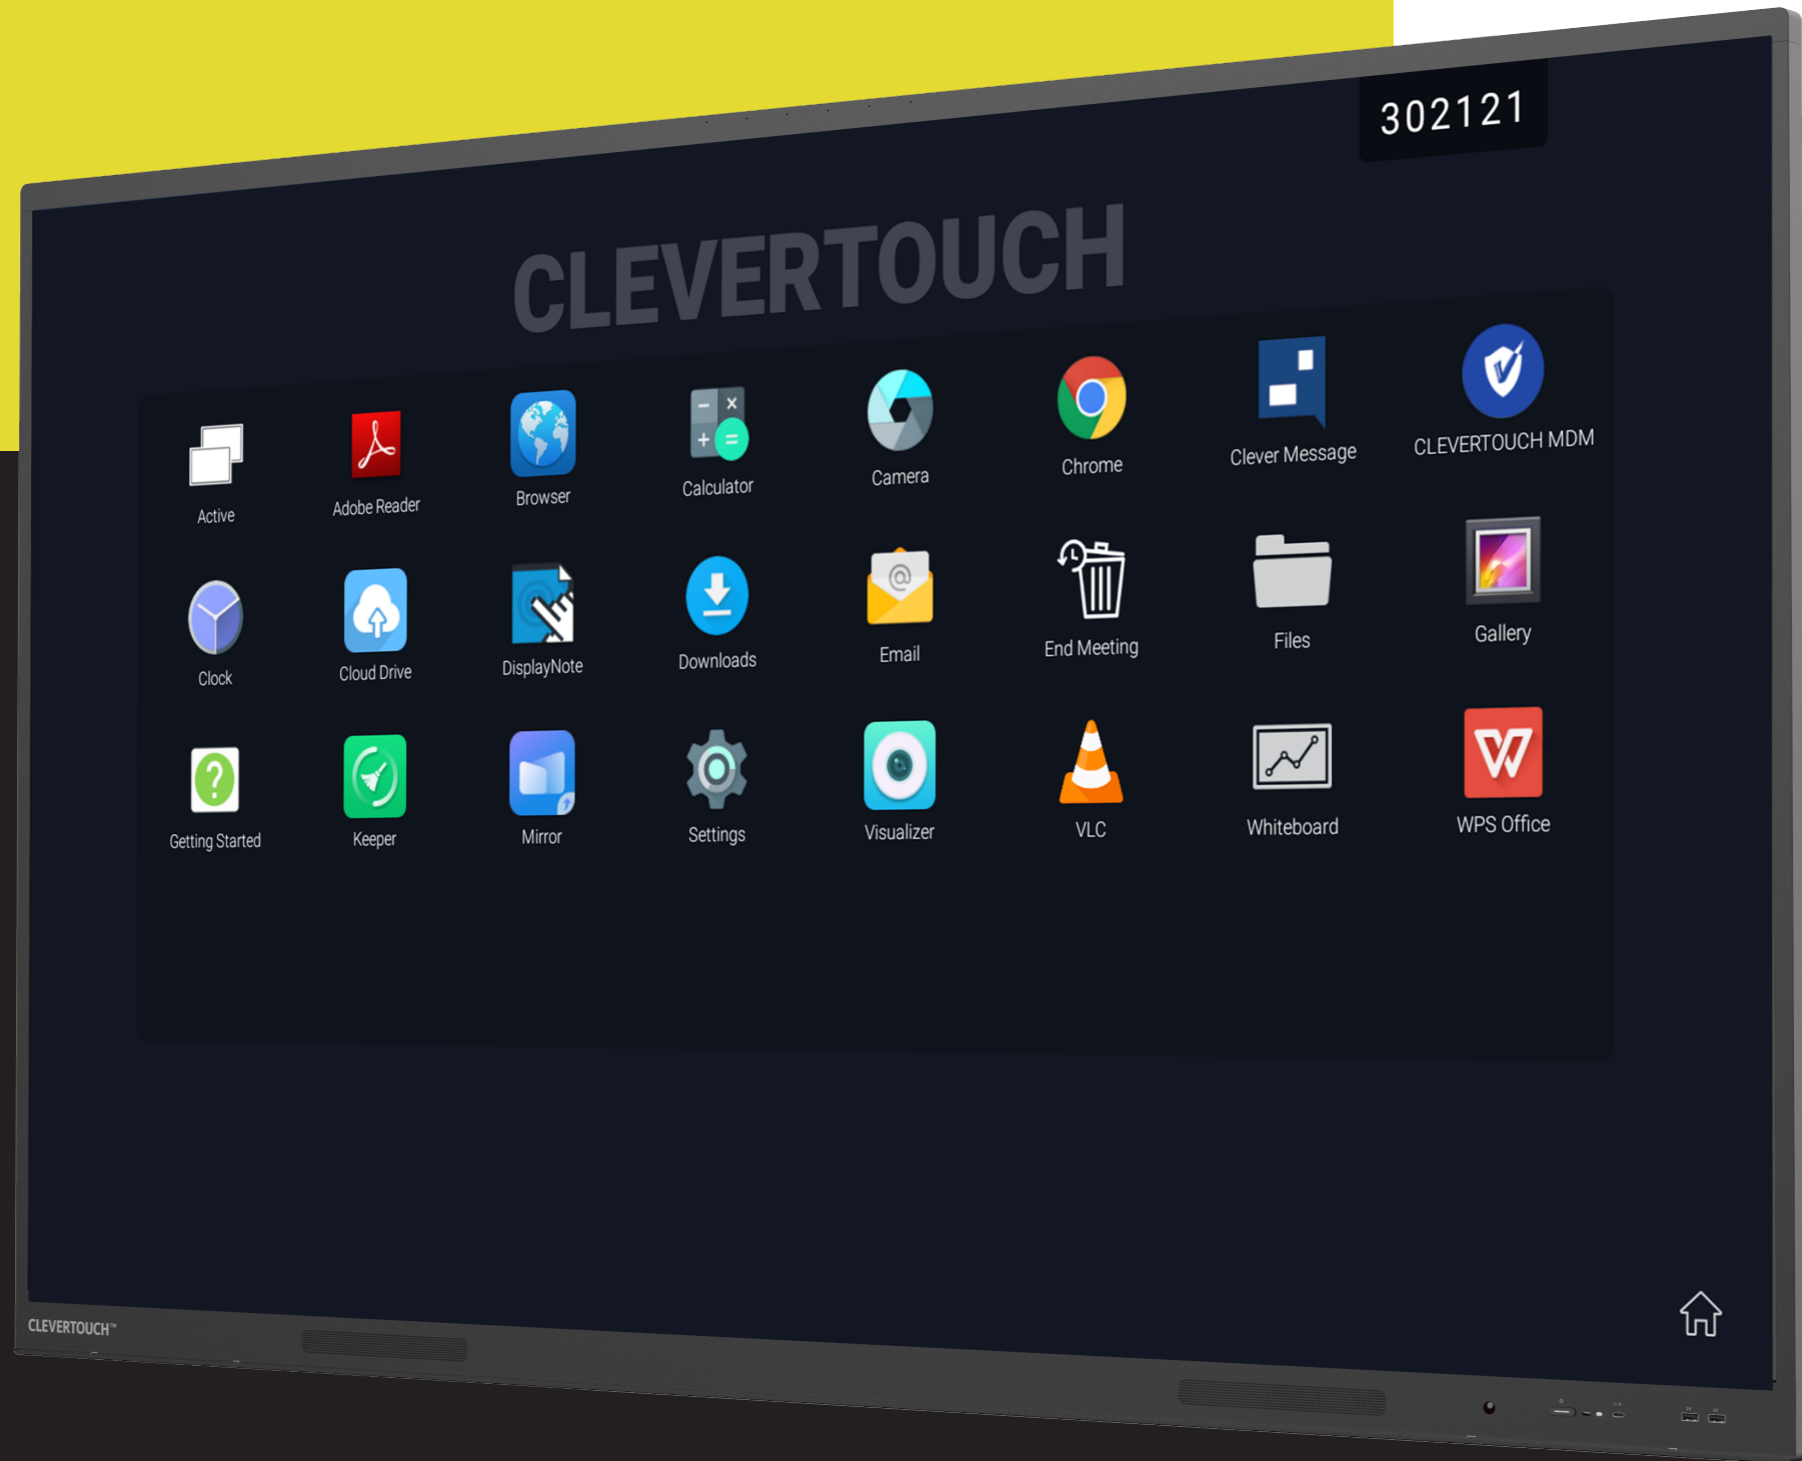 302121
CLEVERTOUCH
Active
Adobe Reader
Browser
Calculator
Camera
Chrome
Clever Message
CLEVERTOUCH MDM
Clock
Cloud Drive
DisplayNote
Downloads
Email
End Meeting
Files
Gallery
Getting Started
Keeper
Mirror
Settings
Visualizer
VLC
Whiteboard
WPS Office
CLEVERTOUCH™